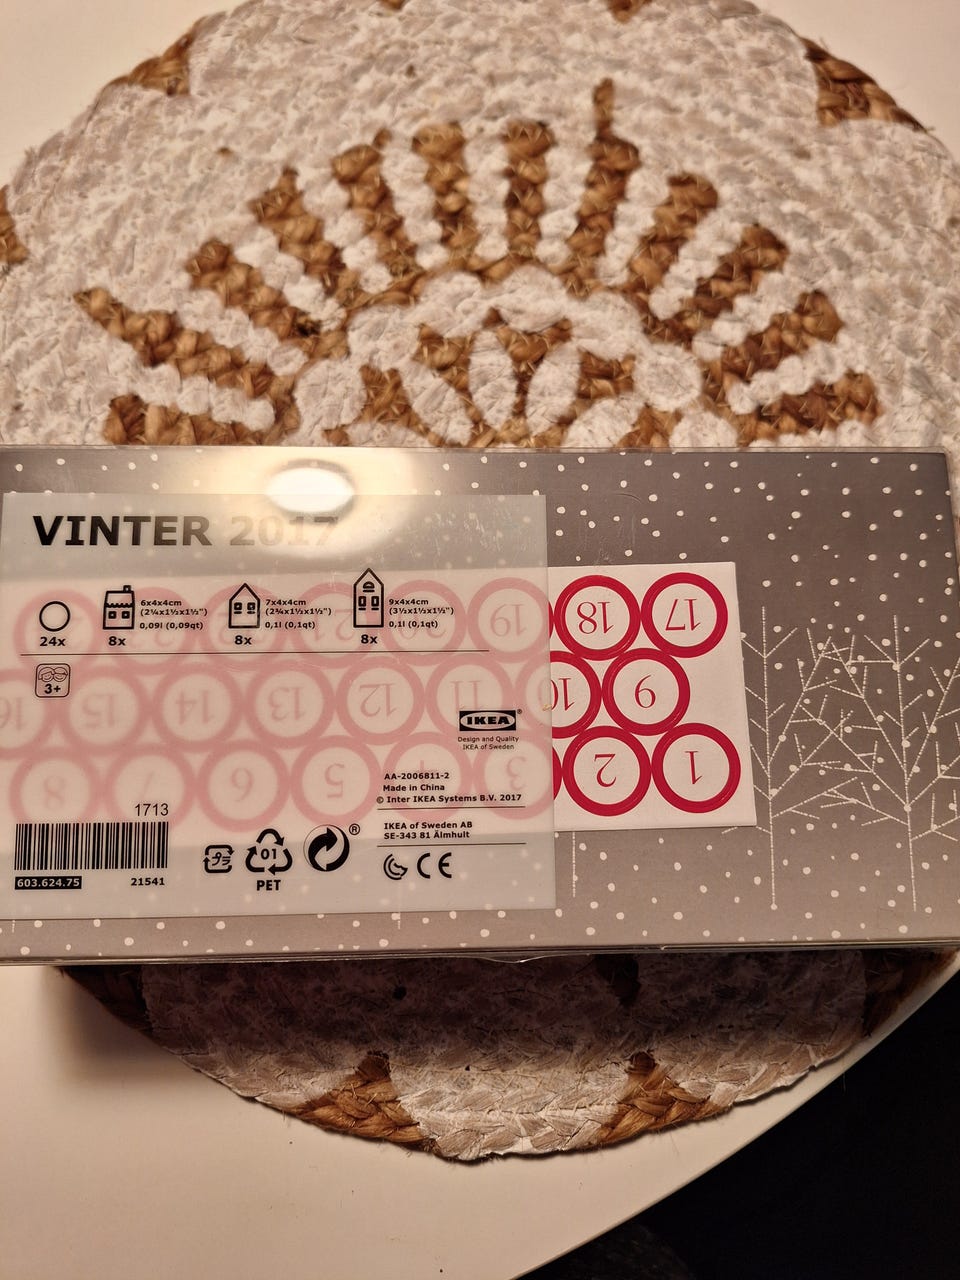 VINTER 2017
24x
8x
6x4x4cm
(2¼x1½x1½")
0,09l (0,09qt)
8x
7x4x4cm
(2¾x1½x1½")
0,1l (0,1qt)
8x
9x4x4cm
(3½x1½x1½")
0,1l (0,1qt)
3+
IKEA®
Design and Quality
IKEA of Sweden
AA-2006811-2
Made in China
© Inter IKEA Systems B.V. 2017
IKEA of Sweden AB
SE-343 81 Älmhult
CE
1713
603.624.75
21541
01
PET
®
19 18 17
16 15 14 13 12 11 10 9
8 7 6 5 4 3 2 1